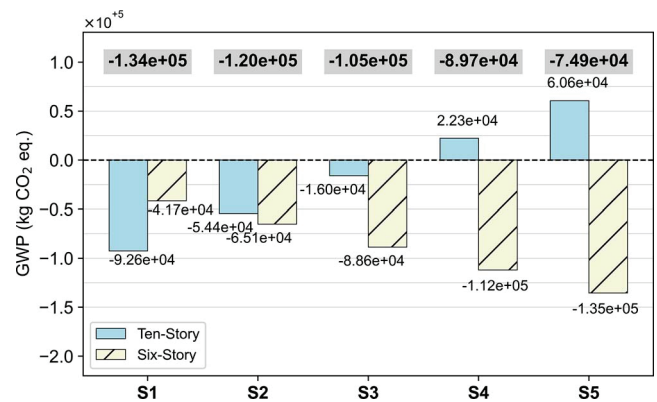 ×10⁺⁵
-1.34e+05 -1.20e+05 -1.05e+05 -8.97e+04 -7.49e+04
1.0
0.5
0.0
−0.5
−1.0
−1.5
−2.0
GWP (kg CO₂ eq.)
6.06e+04
2.23e+04
-1.60e+04
-4.17e+04
-5.44e+04
-6.51e+04
-9.26e+04
-8.86e+04
-1.12e+05
-1.35e+05
Ten-Story
Six-Story
S1 S2 S3 S4 S5